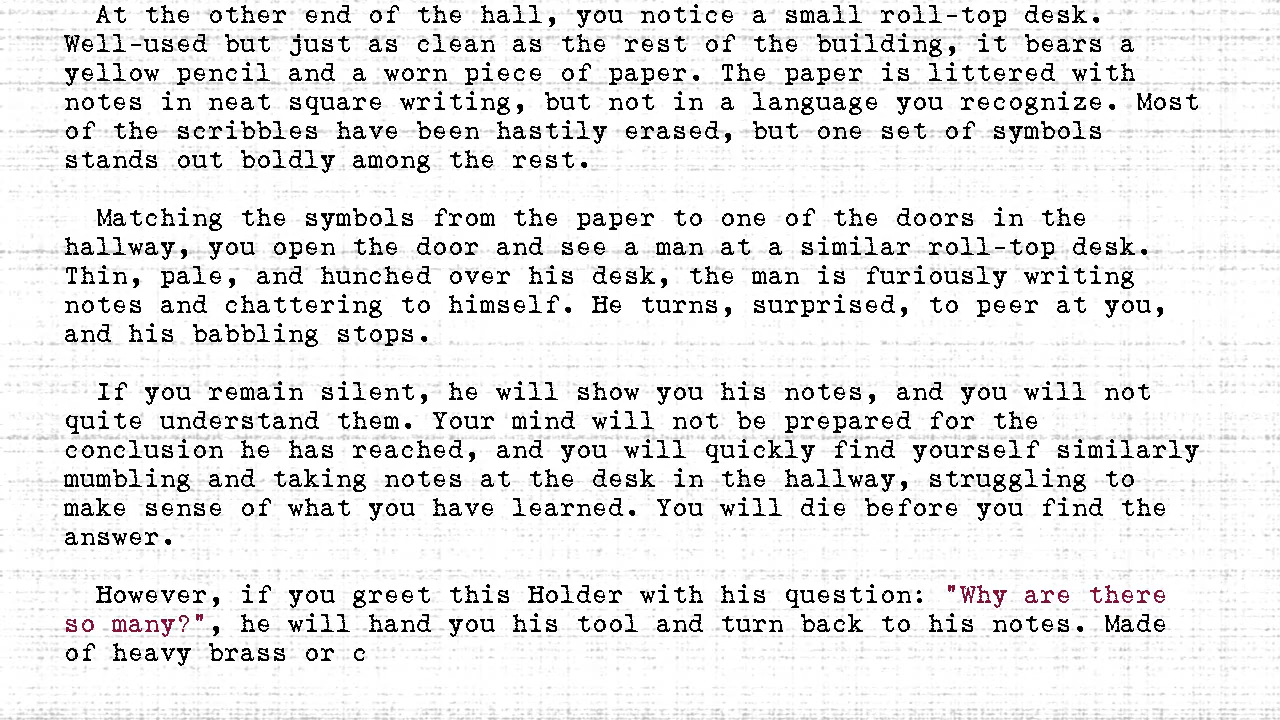 At the other end of the hall, you notice a small roll-top desk.
Well-used but just as clean as the rest of the building, it bears a
yellow pencil and a worn piece of paper. The paper is littered with
notes in neat square writing, but not in a language you recognize. Most
of the scribbles have been hastily erased, but one set of symbols
stands out boldly among the rest.
Matching the symbols from the paper to one of the doors in the
hallway, you open the door and see a man at a similar roll-top desk.
Thin, pale, and hunched over his desk, the man is furiously writing
notes and chattering to himself. He turns, surprised, to peer at you,
and his babbling stops.
If you remain silent, he will show you his notes, and you will not
quite understand them. Your mind will not be prepared for the
conclusion he has reached, and you will quickly find yourself similarly
mumbling and taking notes at the desk in the hallway, struggling to
make sense of what you have learned. You will die before you find the
answer.
However, if you greet this Holder with his question: "Why are there
so many?", he will hand you his tool and turn back to his notes. Made
of heavy brass or c